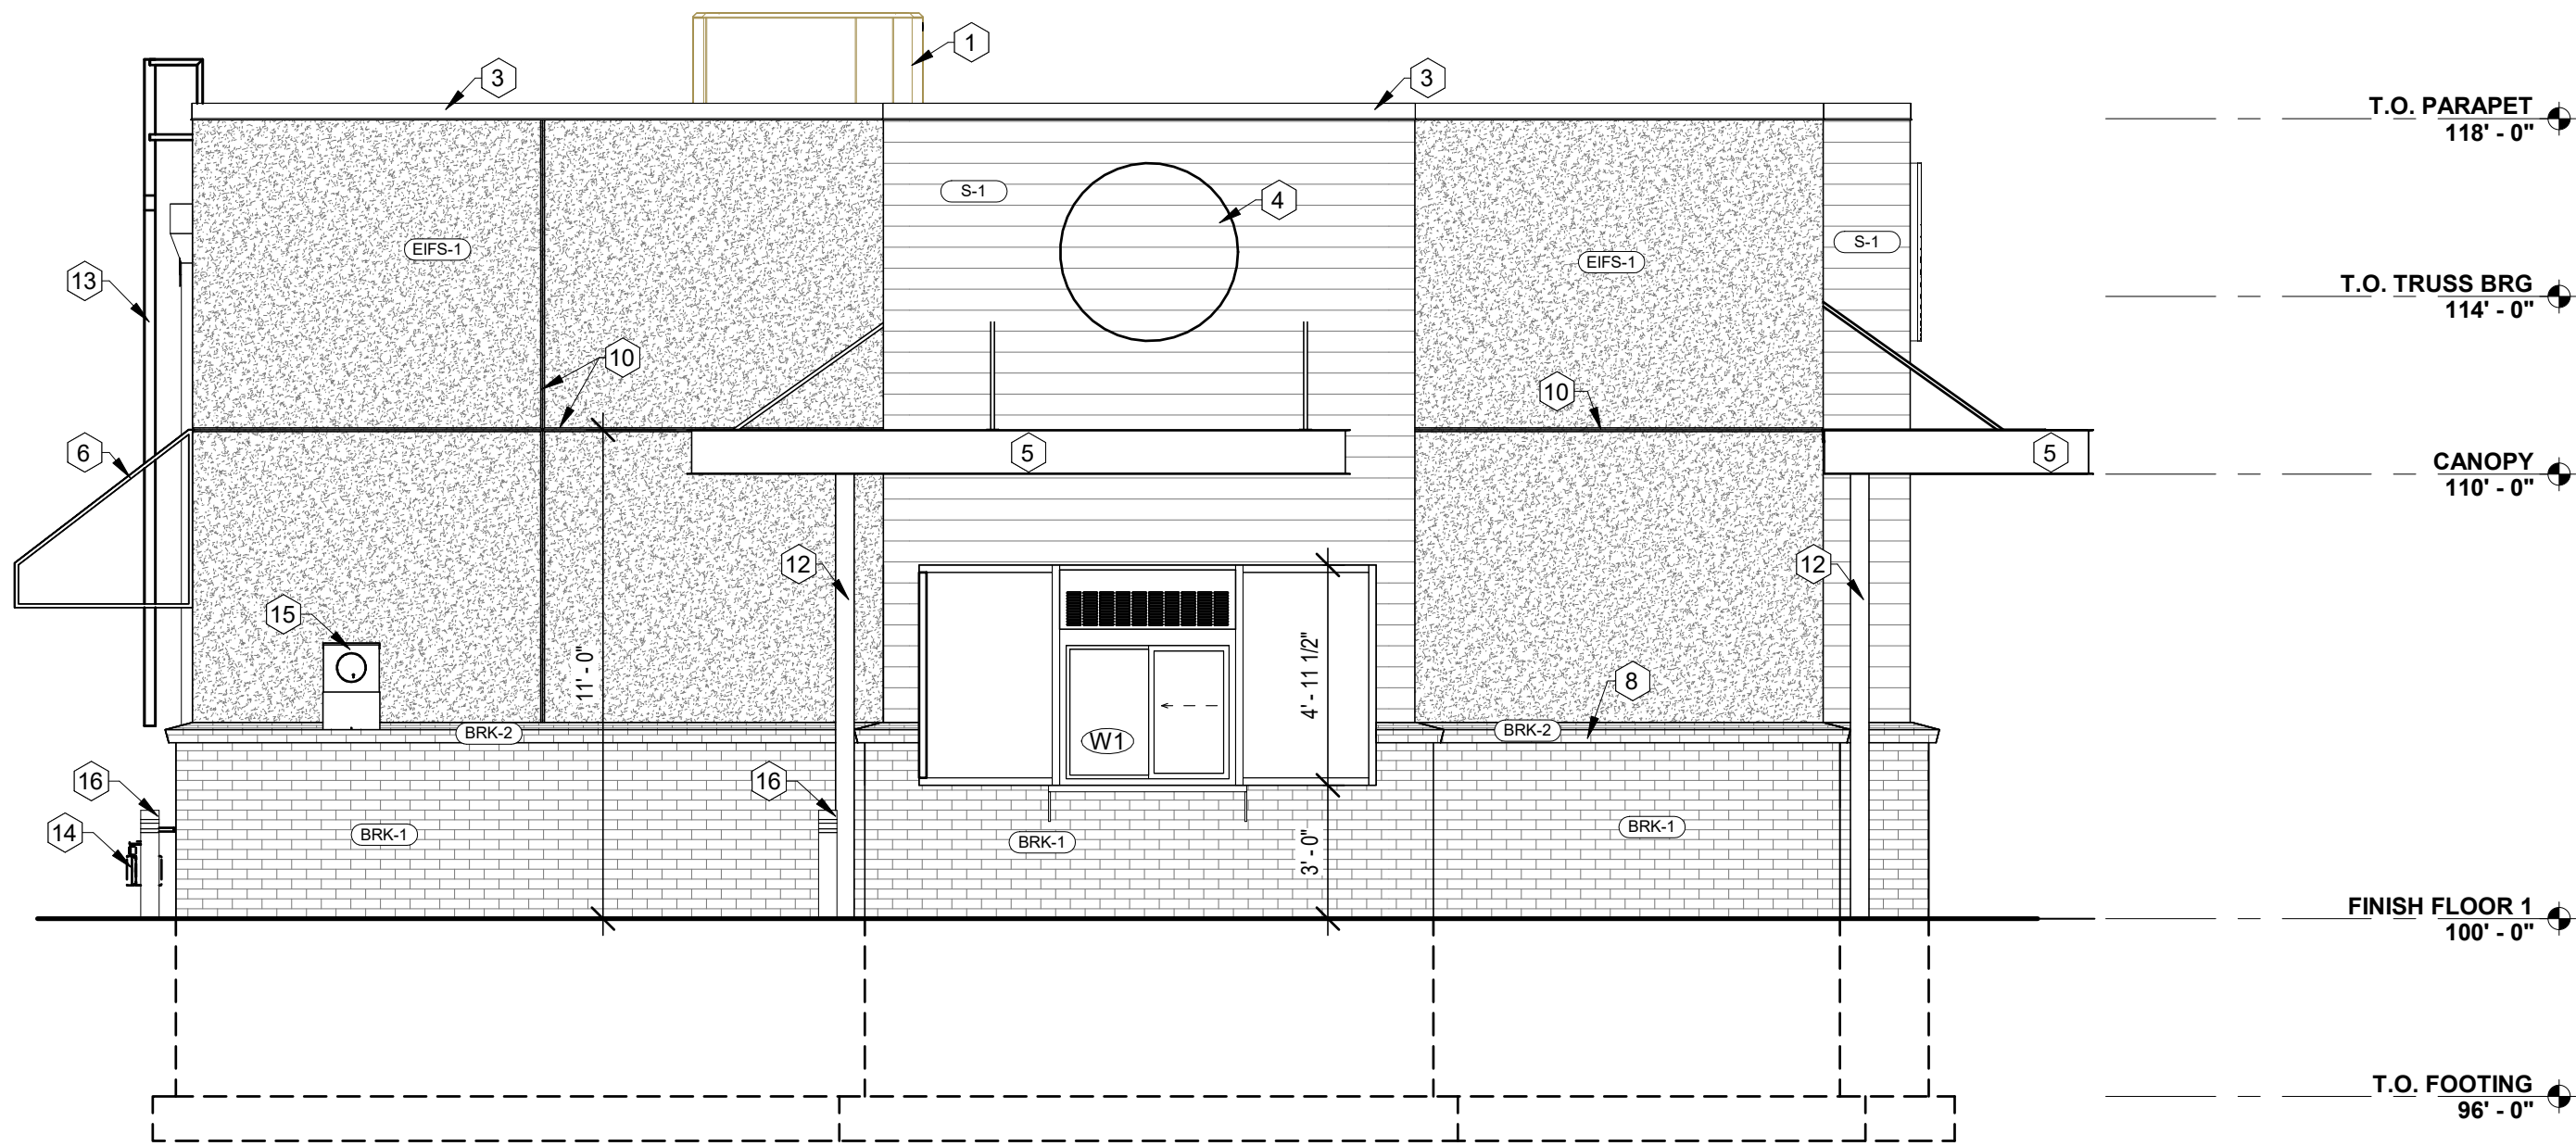 1
3
3
T.O. PARAPET
118' - 0"
S-1
4
EIFS-1
EIFS-1
S-1
13
T.O. TRUSS BRG
114' - 0"
10
10
6
5
5
CANOPY
110' - 0"
12
12
15
11' - 0"
4' - 11 1/2"
8
BRK-2
BRK-2
W1
16
16
14
BRK-1
BRK-1
BRK-1
3' - 0"
FINISH FLOOR 1
100' - 0"
T.O. FOOTING
96' - 0"